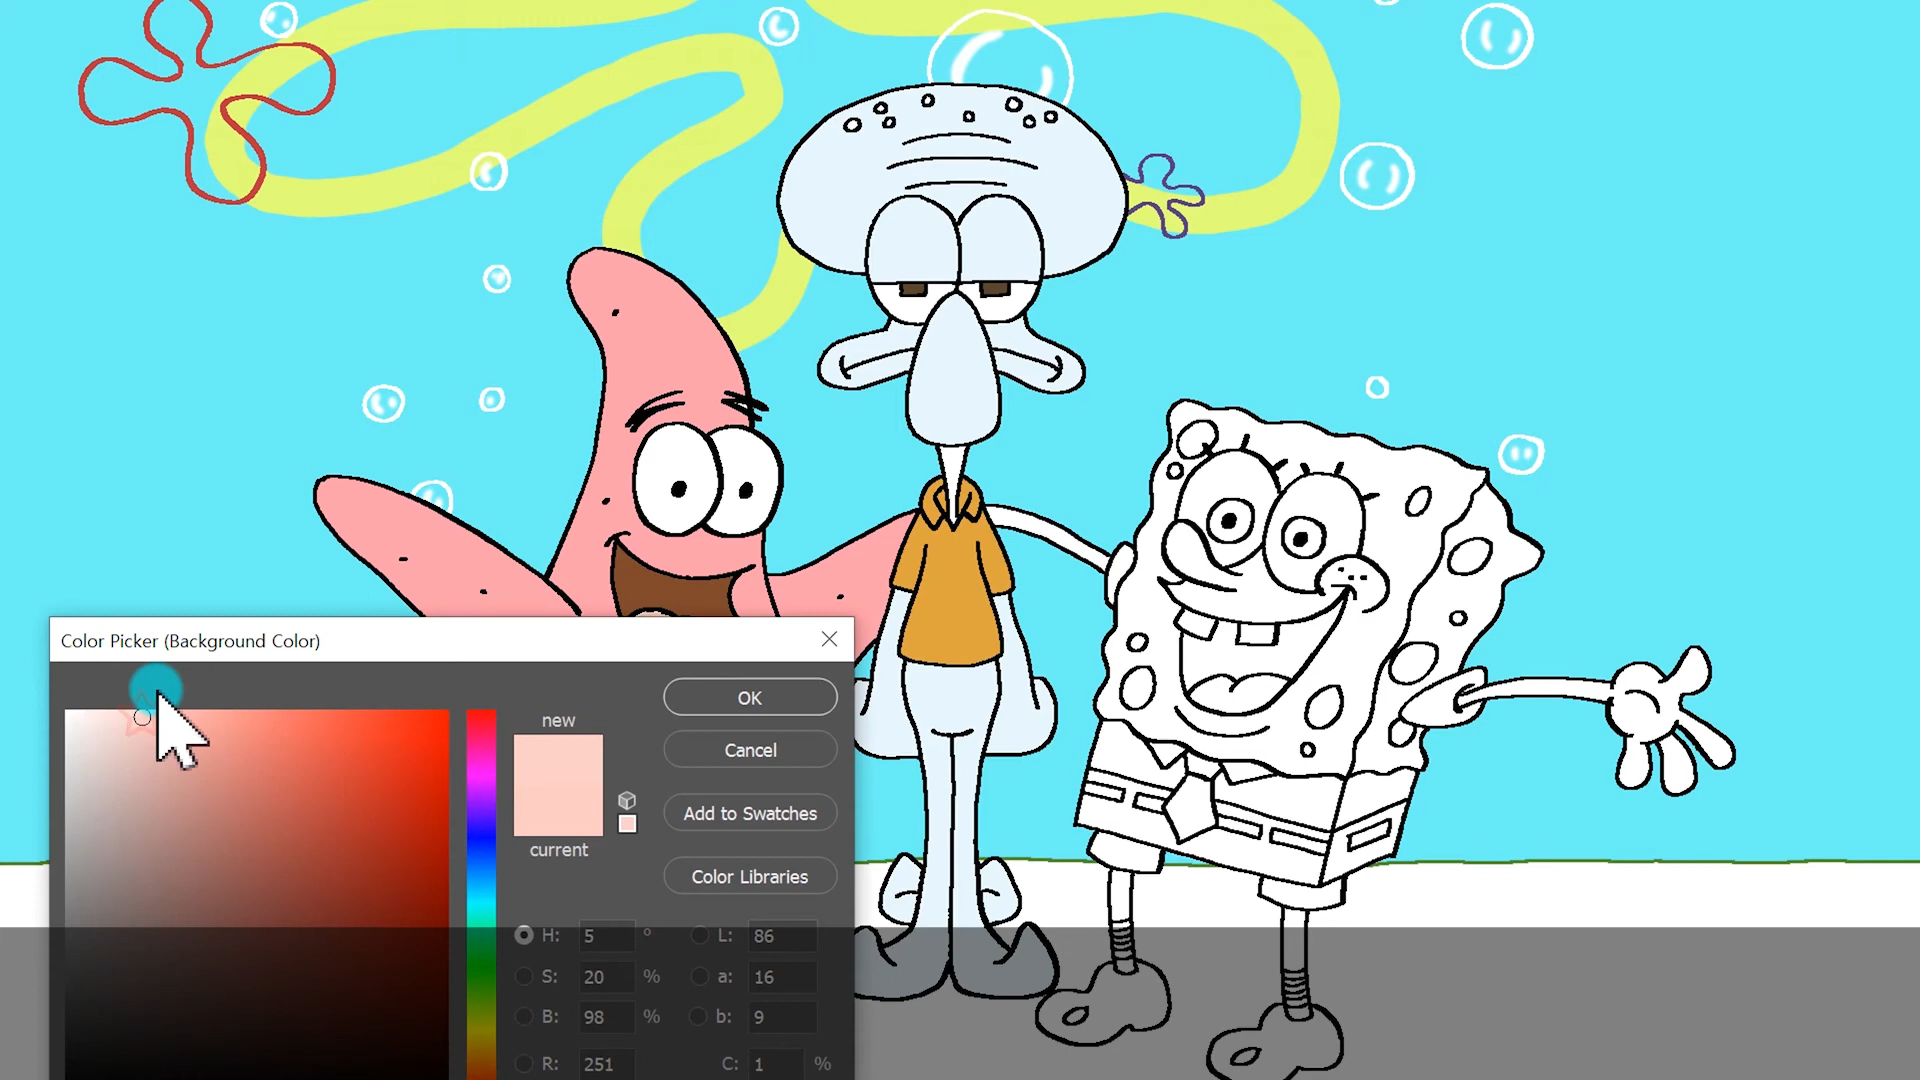 Color Picker (Background Color)
new
current
OK
Cancel
Add to Swatches
Color Libraries
H: 5 ° L: 86
S: 20 % a: 16
B: 98 % b: 9
R: 251 C: 1 %